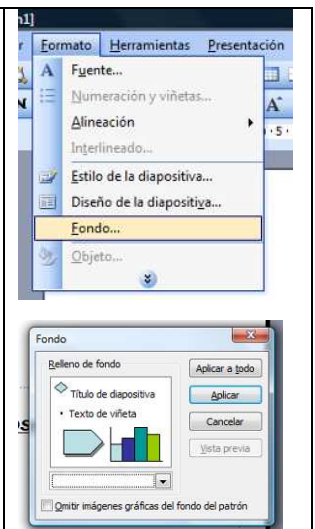 n1]
Formato Herramientas Presentación
Fuente...
Numeración y viñetas...
Alineación
Interlineado...
Estilo de la diapositiva...
Diseño de la diapositiva...
Fondo...
Objeto...
Fondo
Relleno de fondo
Título de diapositiva
Texto de viñeta
Aplicar a todo
Aplicar
Cancelar
Vista previa
Omitir imágenes gráficas del fondo del patrón